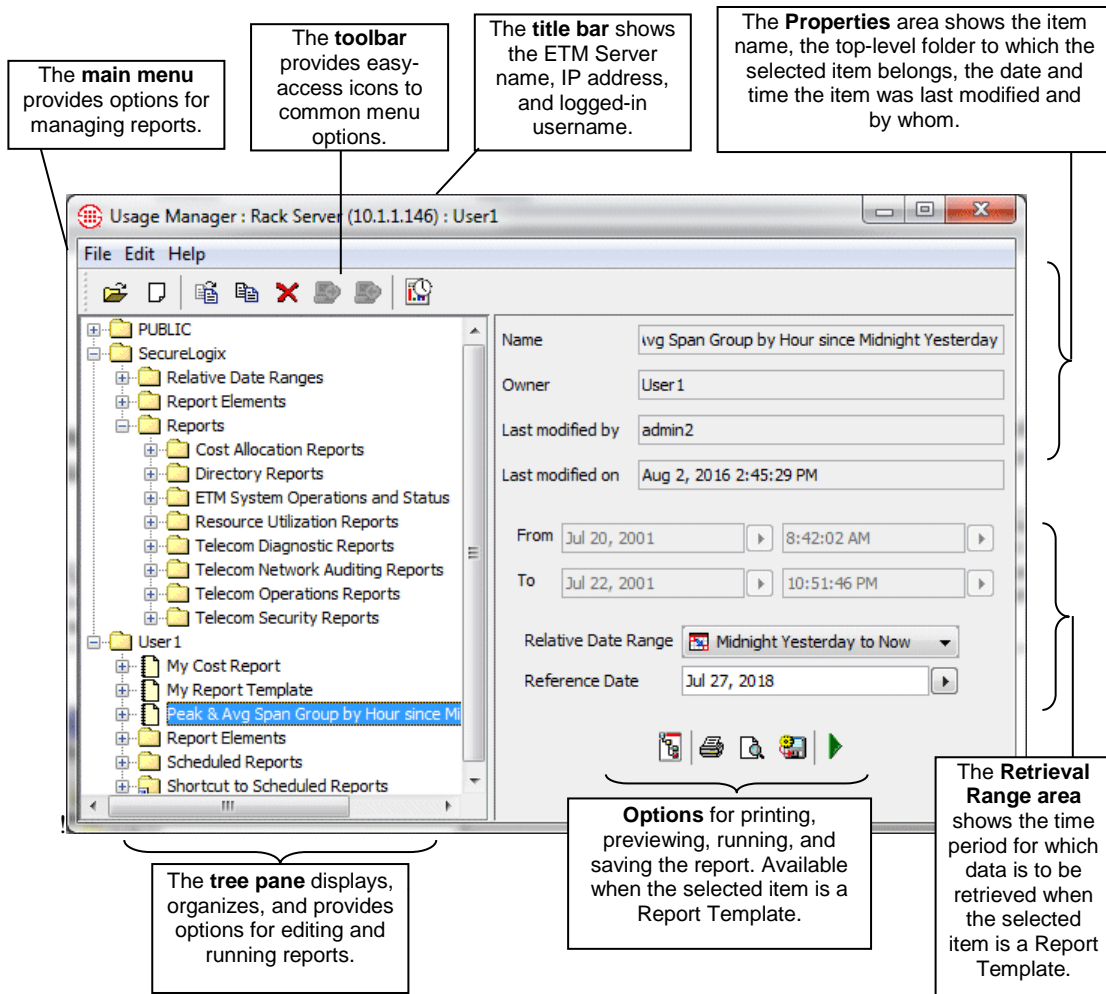 The main menu
provides options for
managing reports.
The toolbar
provides easy-
access icons to
common menu
options.
The title bar shows
the ETM Server
name, IP address,
and logged-in
username.
The Properties area shows the item
name, the top-level folder to which the
selected item belongs, the date and
time the item was last modified and
by whom.
Usage Manager : Rack Server (10.1.1.146) : User1
File Edit Help
PUBLIC
SecureLogix
Relative Date Ranges
Report Elements
Reports
Cost Allocation Reports
Directory Reports
ETM System Operations and Status
Resource Utilization Reports
Telecom Diagnostic Reports
Telecom Network Auditing Reports
Telecom Operations Reports
Telecom Security Reports
User1
My Cost Report
My Report Template
Peak & Avg Span Group by Hour since Mi
Report Elements
Scheduled Reports
Shortcut to Scheduled Reports
Name Avg Span Group by Hour since Midnight Yesterday
Owner User1
Last modified by admin2
Last modified on Aug 2, 2016 2:45:29 PM
From Jul 20, 2001 8:42:02 AM
To Jul 22, 2001 10:51:46 PM
Relative Date Range Midnight Yesterday to Now
Reference Date Jul 27, 2018
!
The tree pane displays,
organizes, and provides
options for editing and
running reports.
Options for printing,
previewing, running, and
saving the report. Available
when the selected item is a
Report Template.
The Retrieval
Range area
shows the time
period for which
data is to be
retrieved when
the selected
item is a Report
Template.